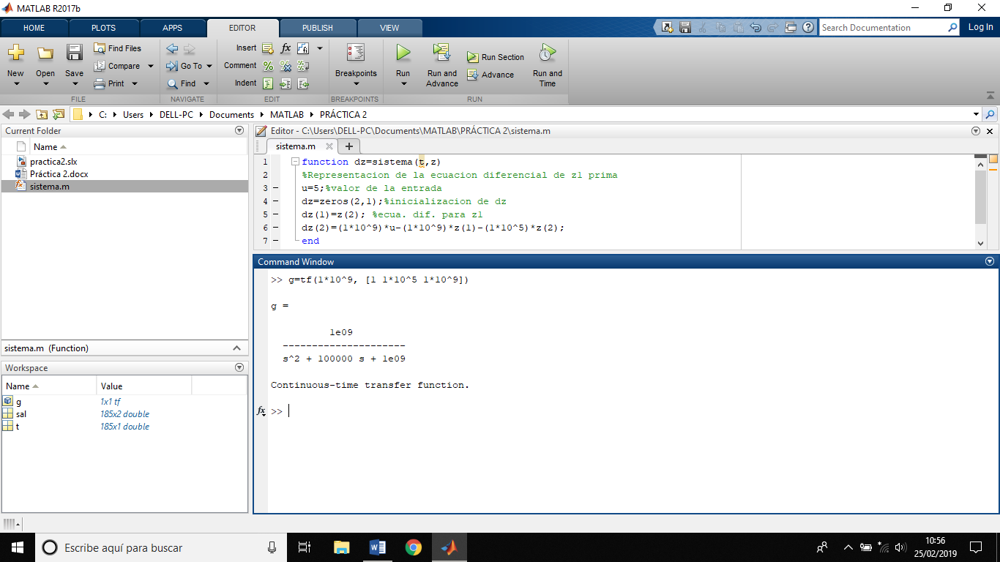 MATLAB R2017b
HOME PLOTS APPS EDITOR PUBLISH VIEW
Search Documentation Log In
New Open Save Find Files Compare Print
FILE
Go To Find
NAVIGATE
Insert fx
Comment
Indent
EDIT
Breakpoints
BREAKPOINTS
Run Run and Advance Run Section Advance Run and Time
RUN
C: Users DELL-PC Documents MATLAB PRÁCTICA 2
Current Folder
Name
practica2.slx
Práctica 2.docx
sistema.m
sistema.m (Function)
Workspace
Name Value
g 1x1 tf
sal 185x2 double
t 185x1 double
Editor - C:\Users\DELL-PC\Documents\MATLAB\PRÁCTICA 2\sistema.m
sistema.m
1 function dz=sistema(t,z)
2 %Representacion de la ecuacion diferencial de z1 prima
3 u=5;%valor de la entrada
4 dz=zeros(2,1);%inicializacion de dz
5 dz(1)=z(2); %ecua. dif. para z1
6 dz(2)=(1*10^9)*u-(1*10^9)*z(1)-(1*10^5)*z(2);
7 end
Command Window
>> g=tf(1*10^9, [1 1*10^5 1*10^9])
g =
1e09
---------------------
s^2 + 100000 s + 1e09
Continuous-time transfer function.
fx >>
Escribe aquí para buscar
10:56
25/02/2019